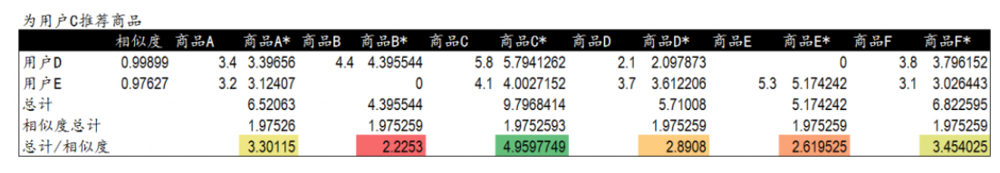 为用户C推荐商品
相似度 商品A 商品A* 商品B 商品B* 商品C 商品C* 商品D 商品D* 商品E 商品E* 商品F 商品F*
用户D 0.99899 3.4 3.39656 4.4 4.395544 5.8 5.7941262 2.1 2.097873 0 3.8 3.796152
用户E 0.97627 3.2 3.12407 0 4.1 4.0027152 3.7 3.612206 5.3 5.174242 3.1 3.026443
总计 6.52063 4.395544 9.7968414 5.71008 5.174242 6.822595
相似度总计 1.97526 1.975259 1.9752593 1.975259 1.975259 1.975259
总计/相似度 3.30115 2.2253 4.9597749 2.8908 2.619525 3.454025